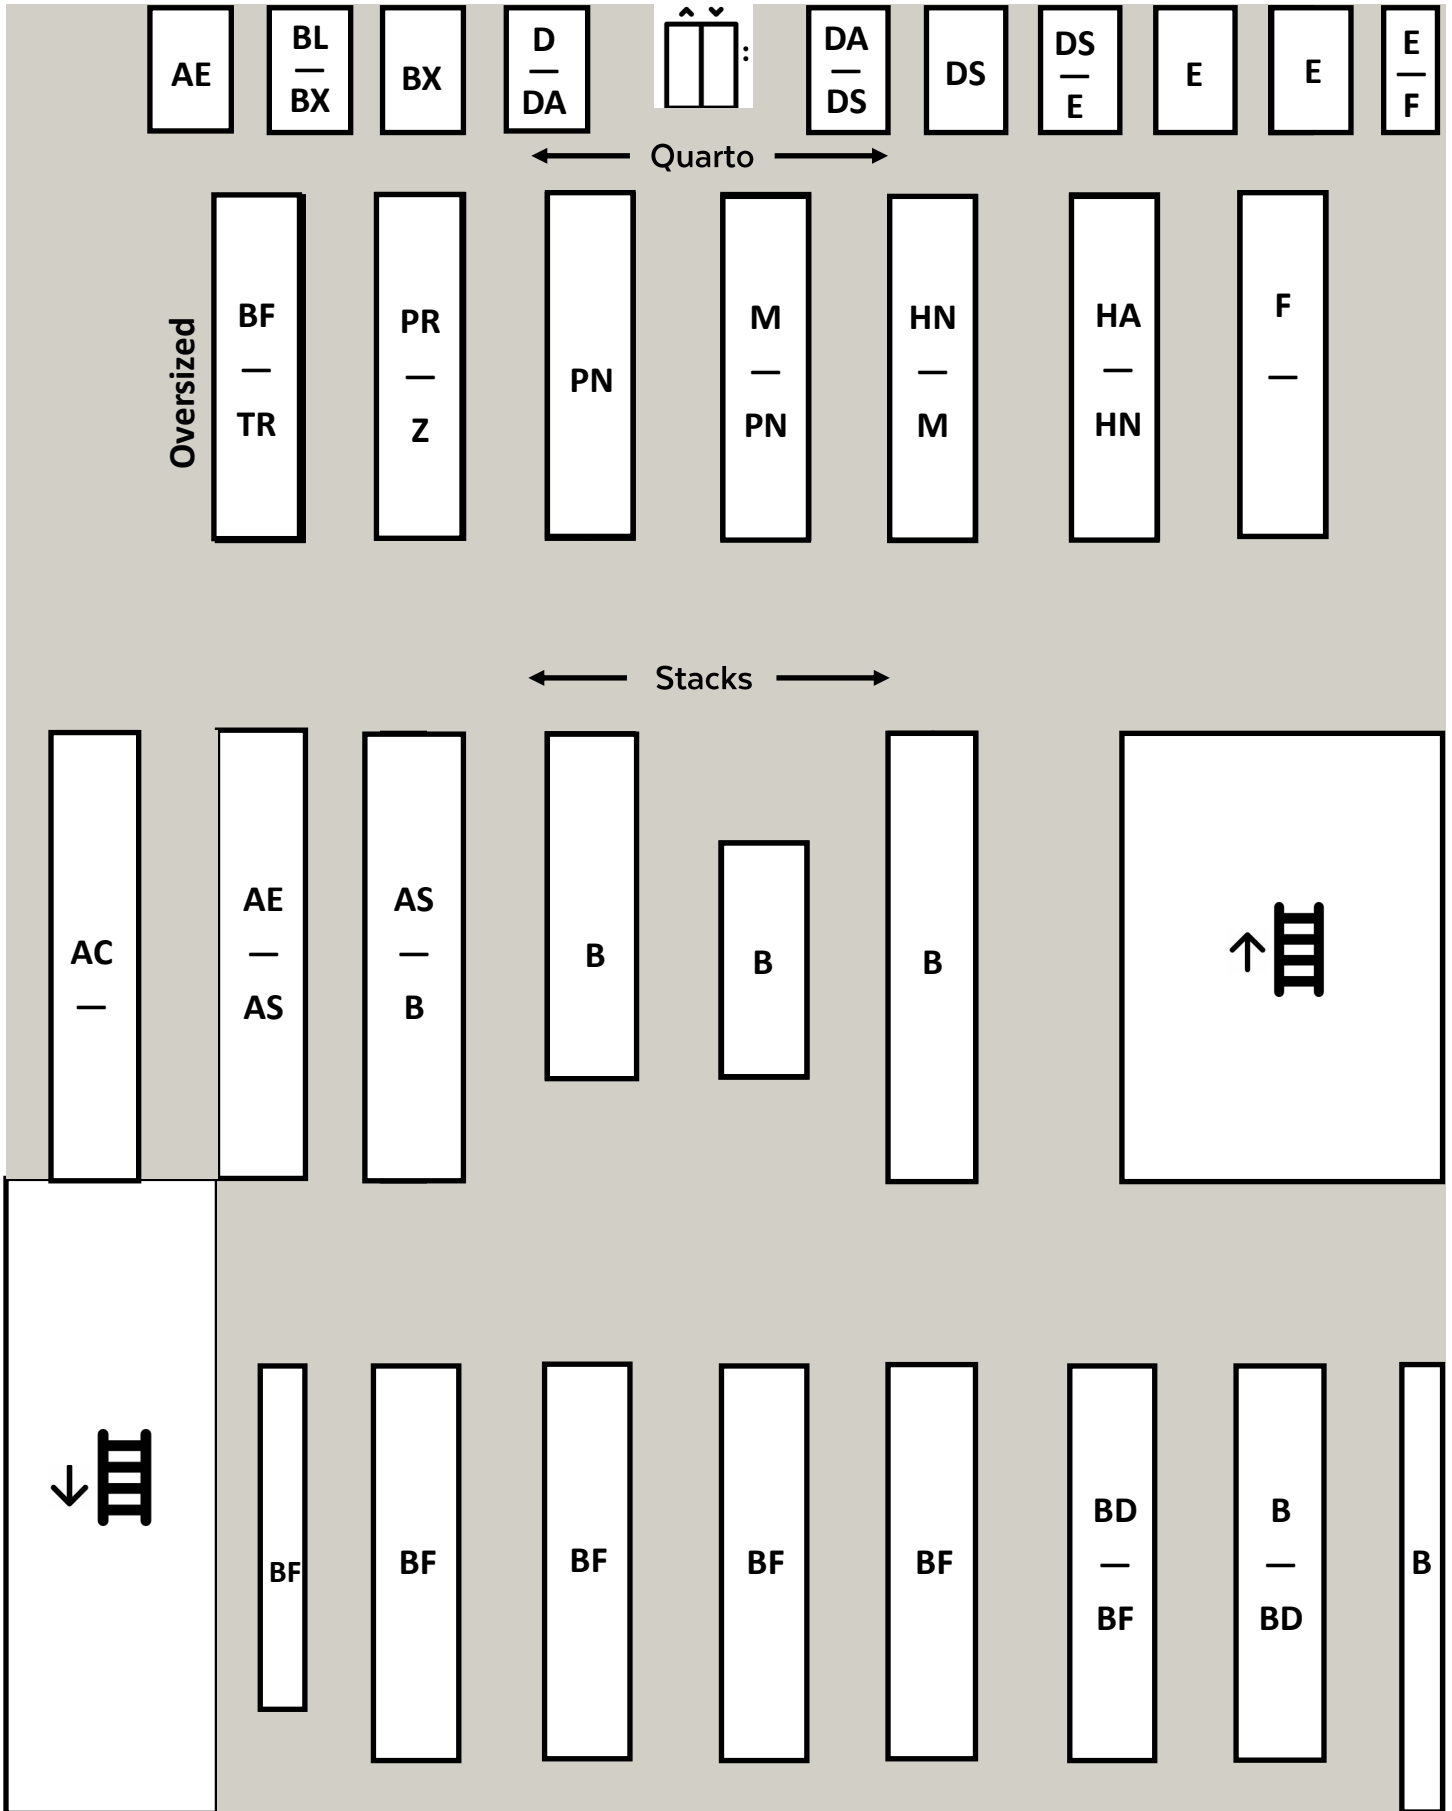 AE
BL
—
BX
BX
D
—
DA
DA
—
DS
DS
DS
—
E
E
E
E
—
F
Quarto
Oversized
BF
—
TR
PR
—
Z
PN
M
—
PN
HN
—
M
HA
—
HN
F
—
Stacks
AC
—
AE
—
AS
AS
—
B
B
B
B
BF
BF
BF
BF
BF
BD
—
BF
B
—
BD
B